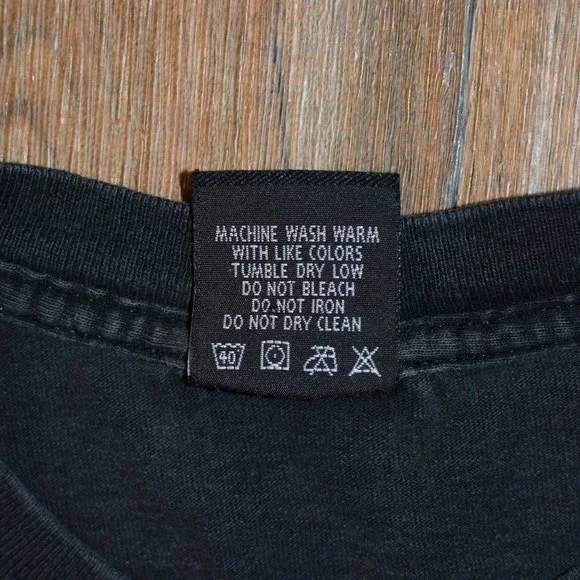 MACHINE WASH WARM
WITH LIKE COLORS
TUMBLE DRY LOW
DO NOT BLEACH
DO NOT IRON
DO NOT DRY CLEAN
40